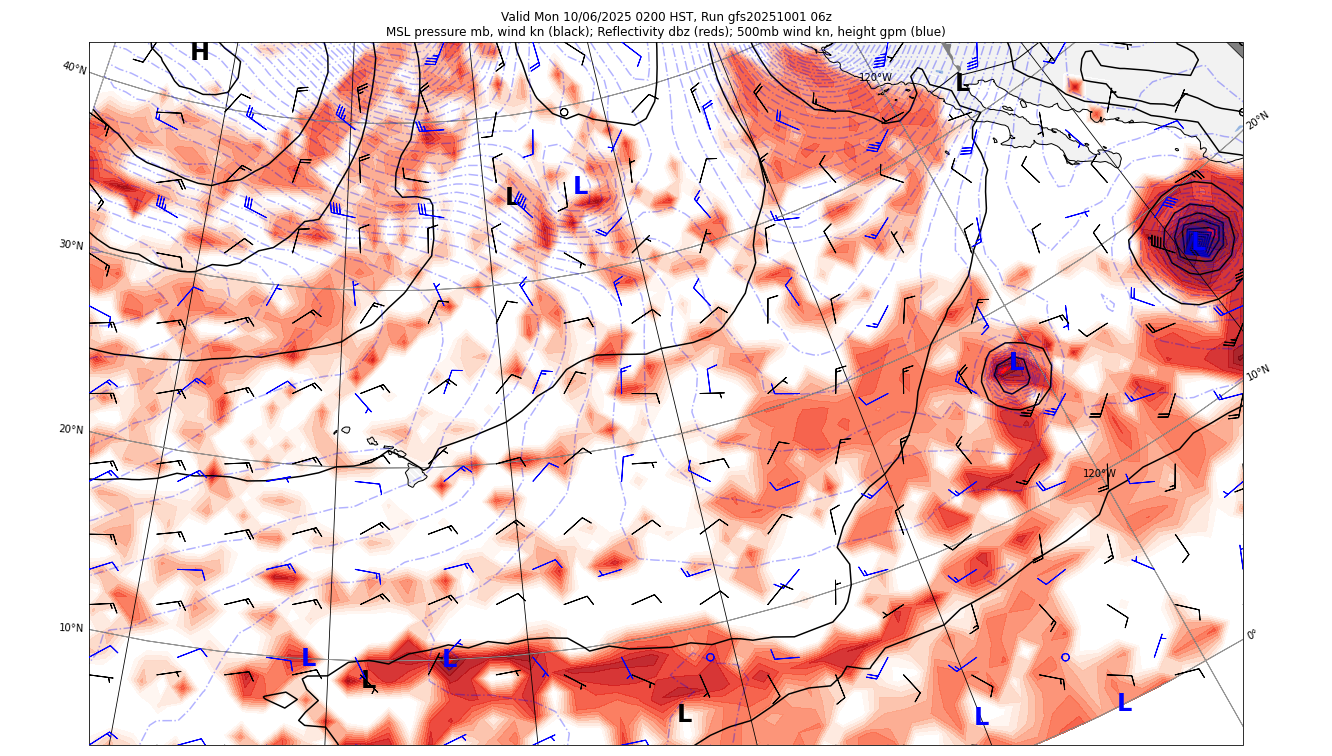 Valid Mon 10/06/2025 0200 HST, Run gfs20251001 06z
MSL pressure mb, wind kn (black); Reflectivity dbz (reds); 500mb wind kn, height gpm (blue)
H
40°N
120°W
L
20°N
L
L
L
30°N
L
10°N
20°N
120°W
10°N
0°
L
L
L
L
L
L